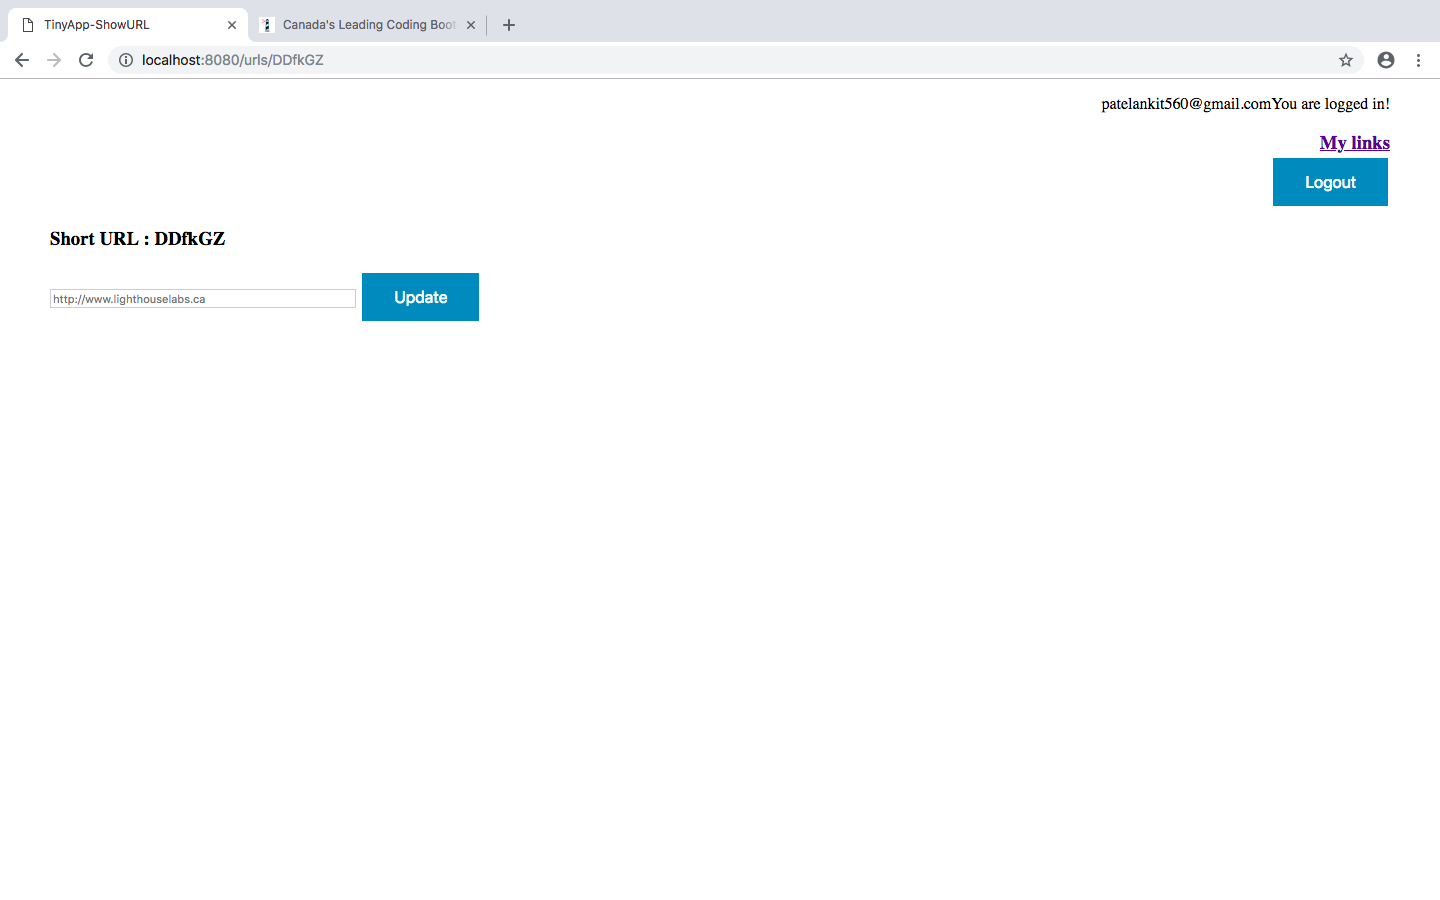 TinyApp-ShowURL
Canada's Leading Coding Boot
localhost:8080/urls/DDfkGZ
patelankit560@gmail.comYou are logged in!
My links
Logout
Short URL : DDfkGZ
http://www.lighthouselabs.ca
Update